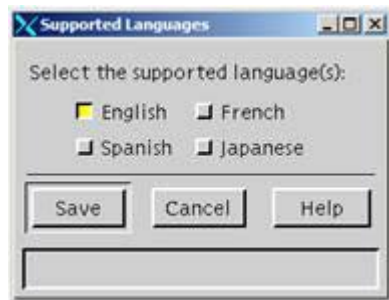 Supported Languages
Select the supported language(s):
English French
Spanish Japanese
Save Cancel Help